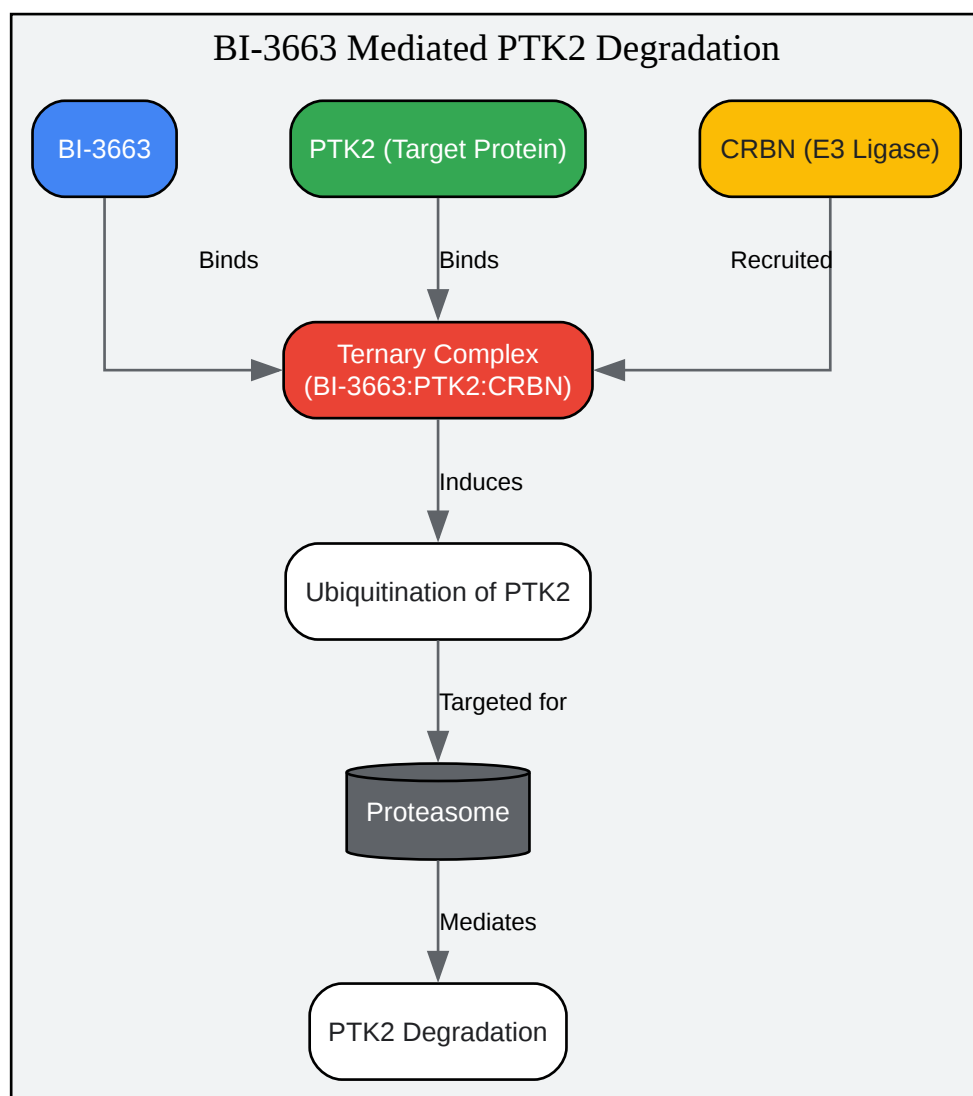 BI-3663 Mediated PTK2 Degradation
BI-3663
PTK2 (Target Protein)
CRBN (E3 Ligase)
Binds
Binds
Recruited
Ternary Complex
(BI-3663:PTK2:CRBN)
Induces
Ubiquitination of PTK2
Targeted for
Proteasome
Mediates
PTK2 Degradation